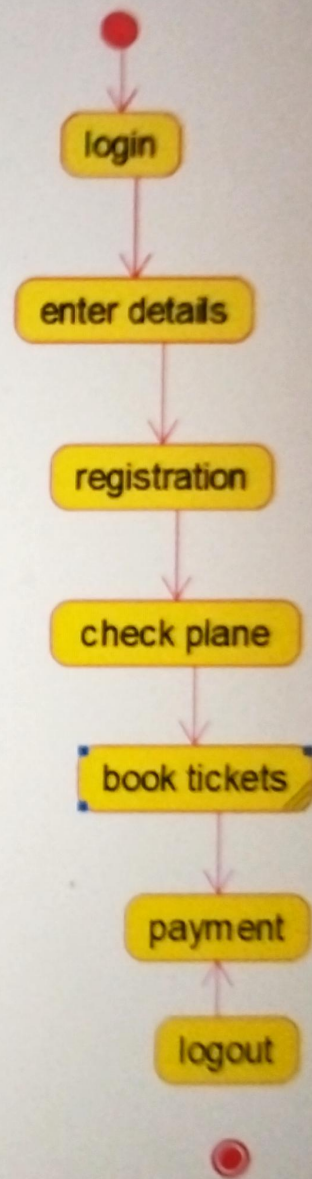 login
enter details
registration
check plane
book tickets
payment
logout